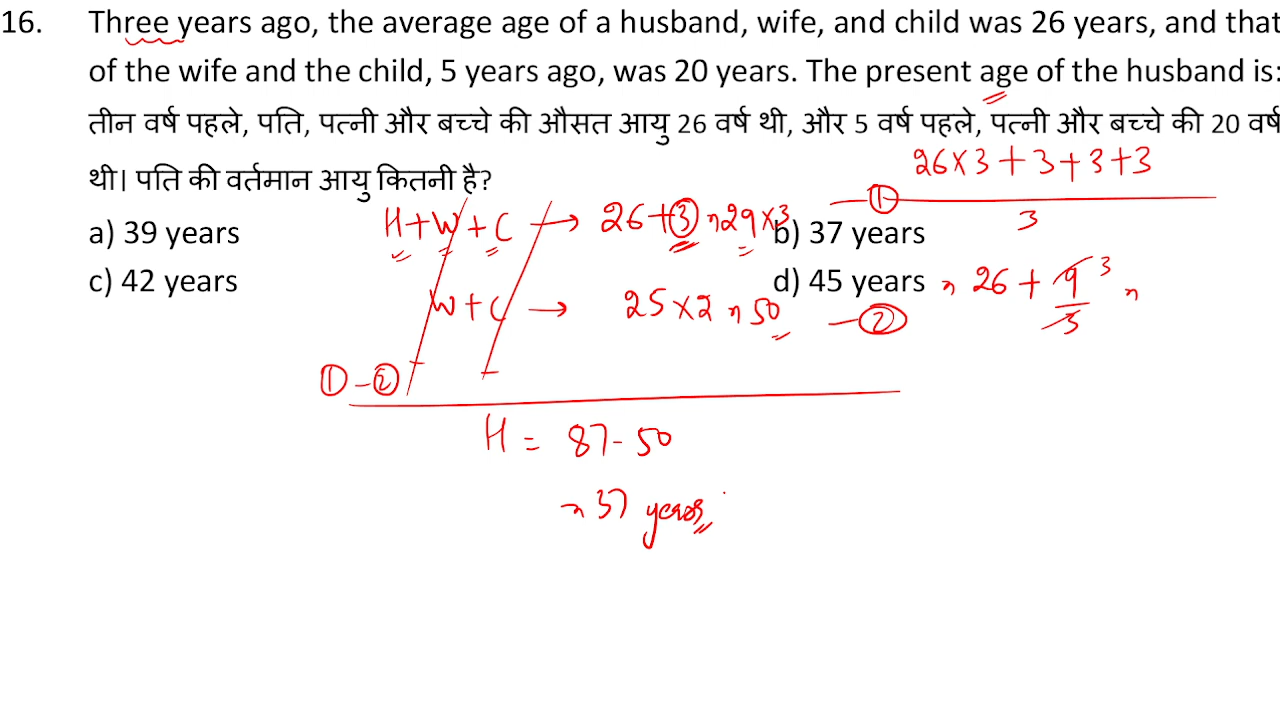 16. Three years ago, the average age of a husband, wife, and child was 26 years, and that
of the wife and the child, 5 years ago, was 20 years. The present age of the husband is:
तीन वर्ष पहले, पति, पत्नी और बच्चे की औसत आयु 26 वर्ष थी, और 5 वर्ष पहले, पत्नी और बच्चे की 20 वर्ष
थी। पति की वर्तमान आयु कितनी है?
26×3+3+3+3
3
①
H+W+C → 26+③ = 29×3
a) 39 years b) 37 years
c) 42 years d) 45 years
= 26 + 9/3 3 =
W+C → 25×2 = 50 —②
①-②
H = 87-50
= 37 years